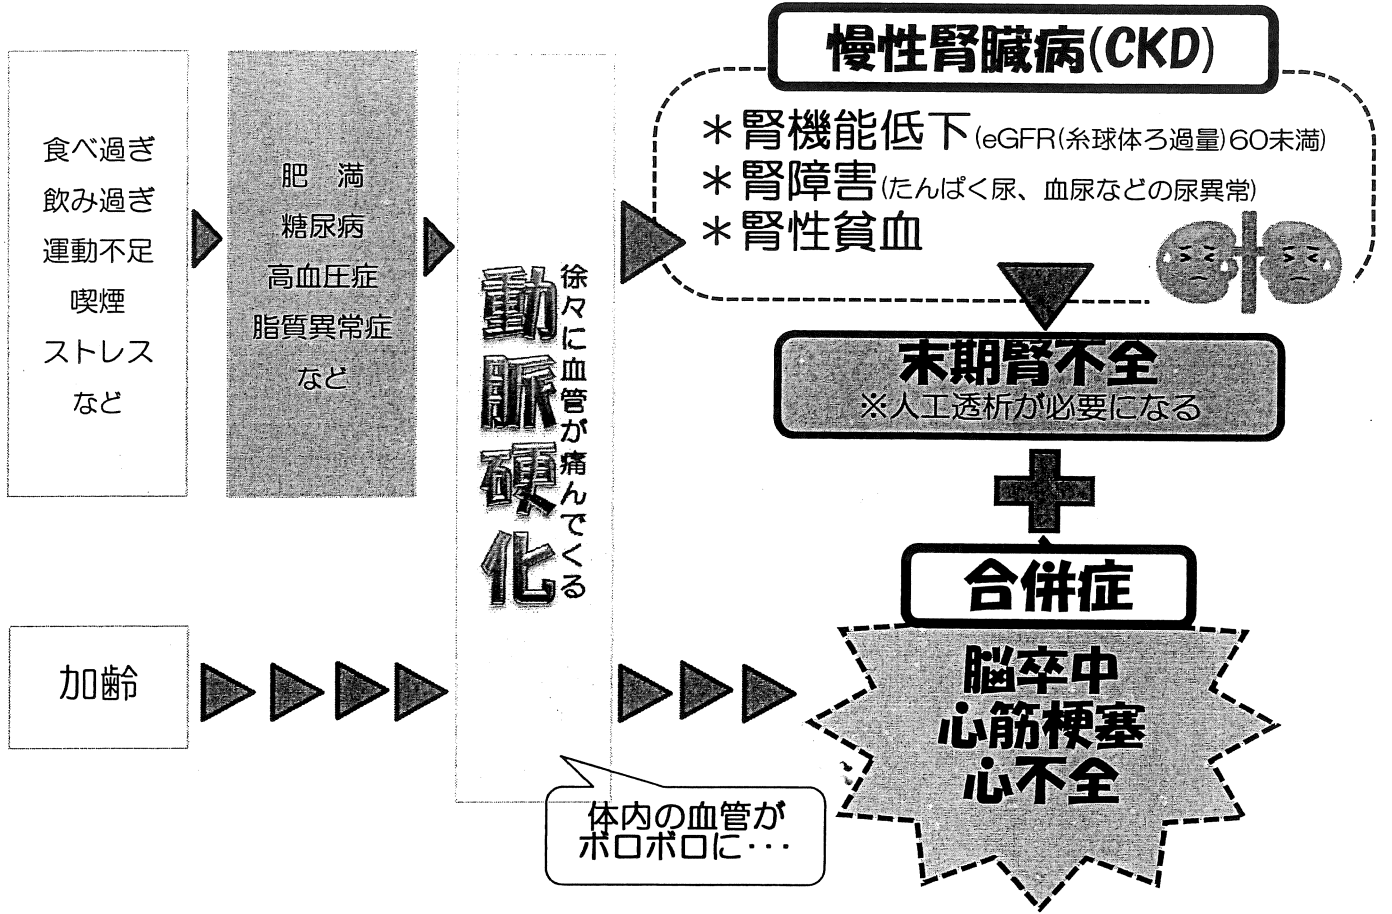 食べ過ぎ
飲み過ぎ
運動不足
喫煙
ストレス
など
肥　満
糖尿病
高血圧症
脂質異常症
など
加齢
動脈硬化
徐々に血管が痛んでくる
体内の血管が
ボロボロに･･･
慢性腎臓病(CKD)
＊腎機能低下(eGFR(糸球体ろ過量)60未満)
＊腎障害(たんぱく尿、血尿などの尿異常)
＊腎性貧血
末期腎不全
※人工透析が必要になる
合併症
脳卒中
心筋梗塞
心不全